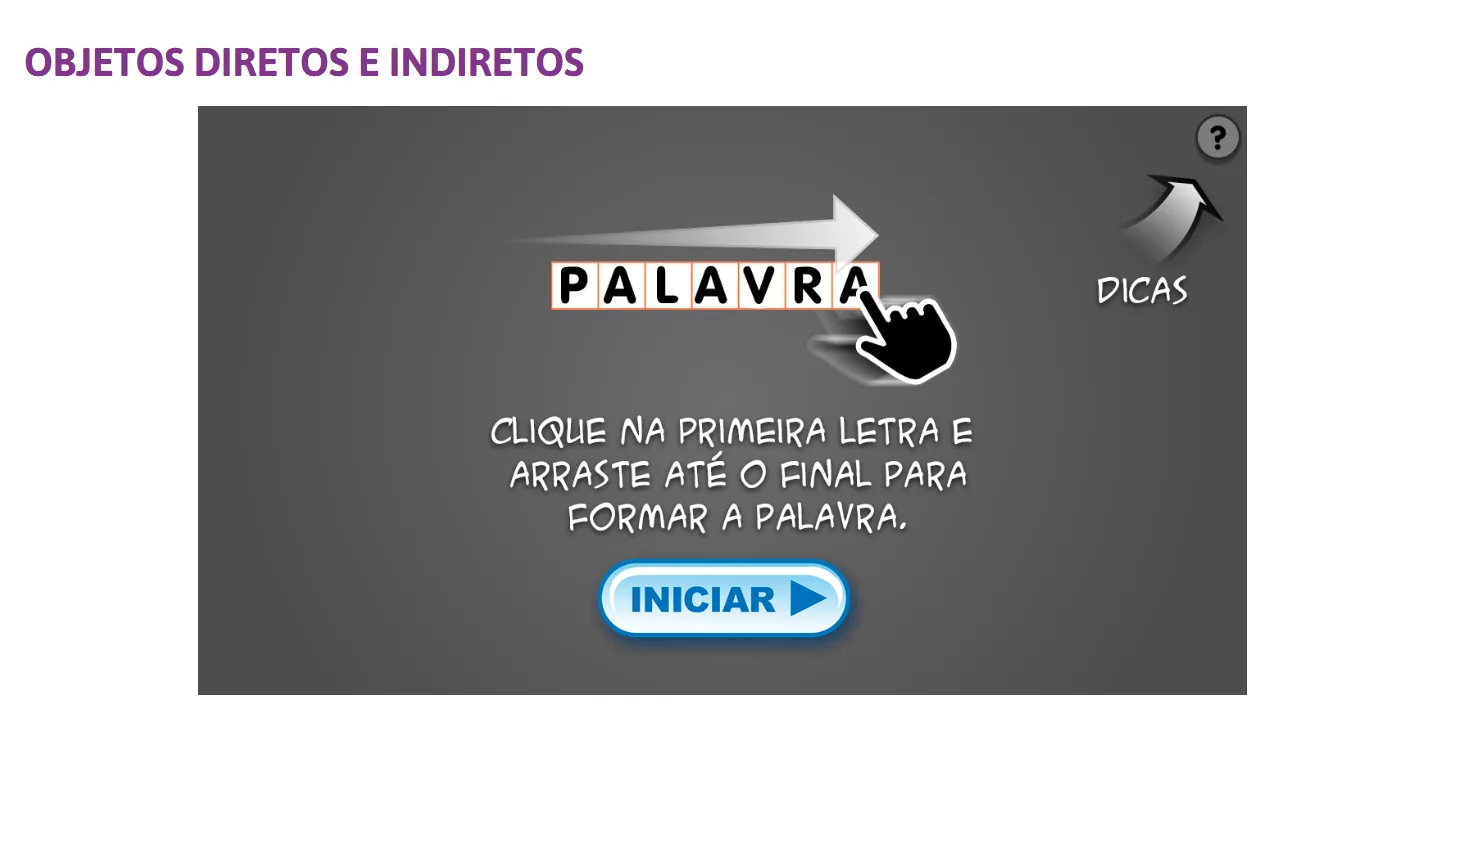 OBJETOS DIRETOS E INDIRETOS
?
PALAVRA
DICAS
CLIQUE NA PRIMEIRA LETRA E
ARRASTE ATÉ O FINAL PARA
FORMAR A PALAVRA.
INICIAR